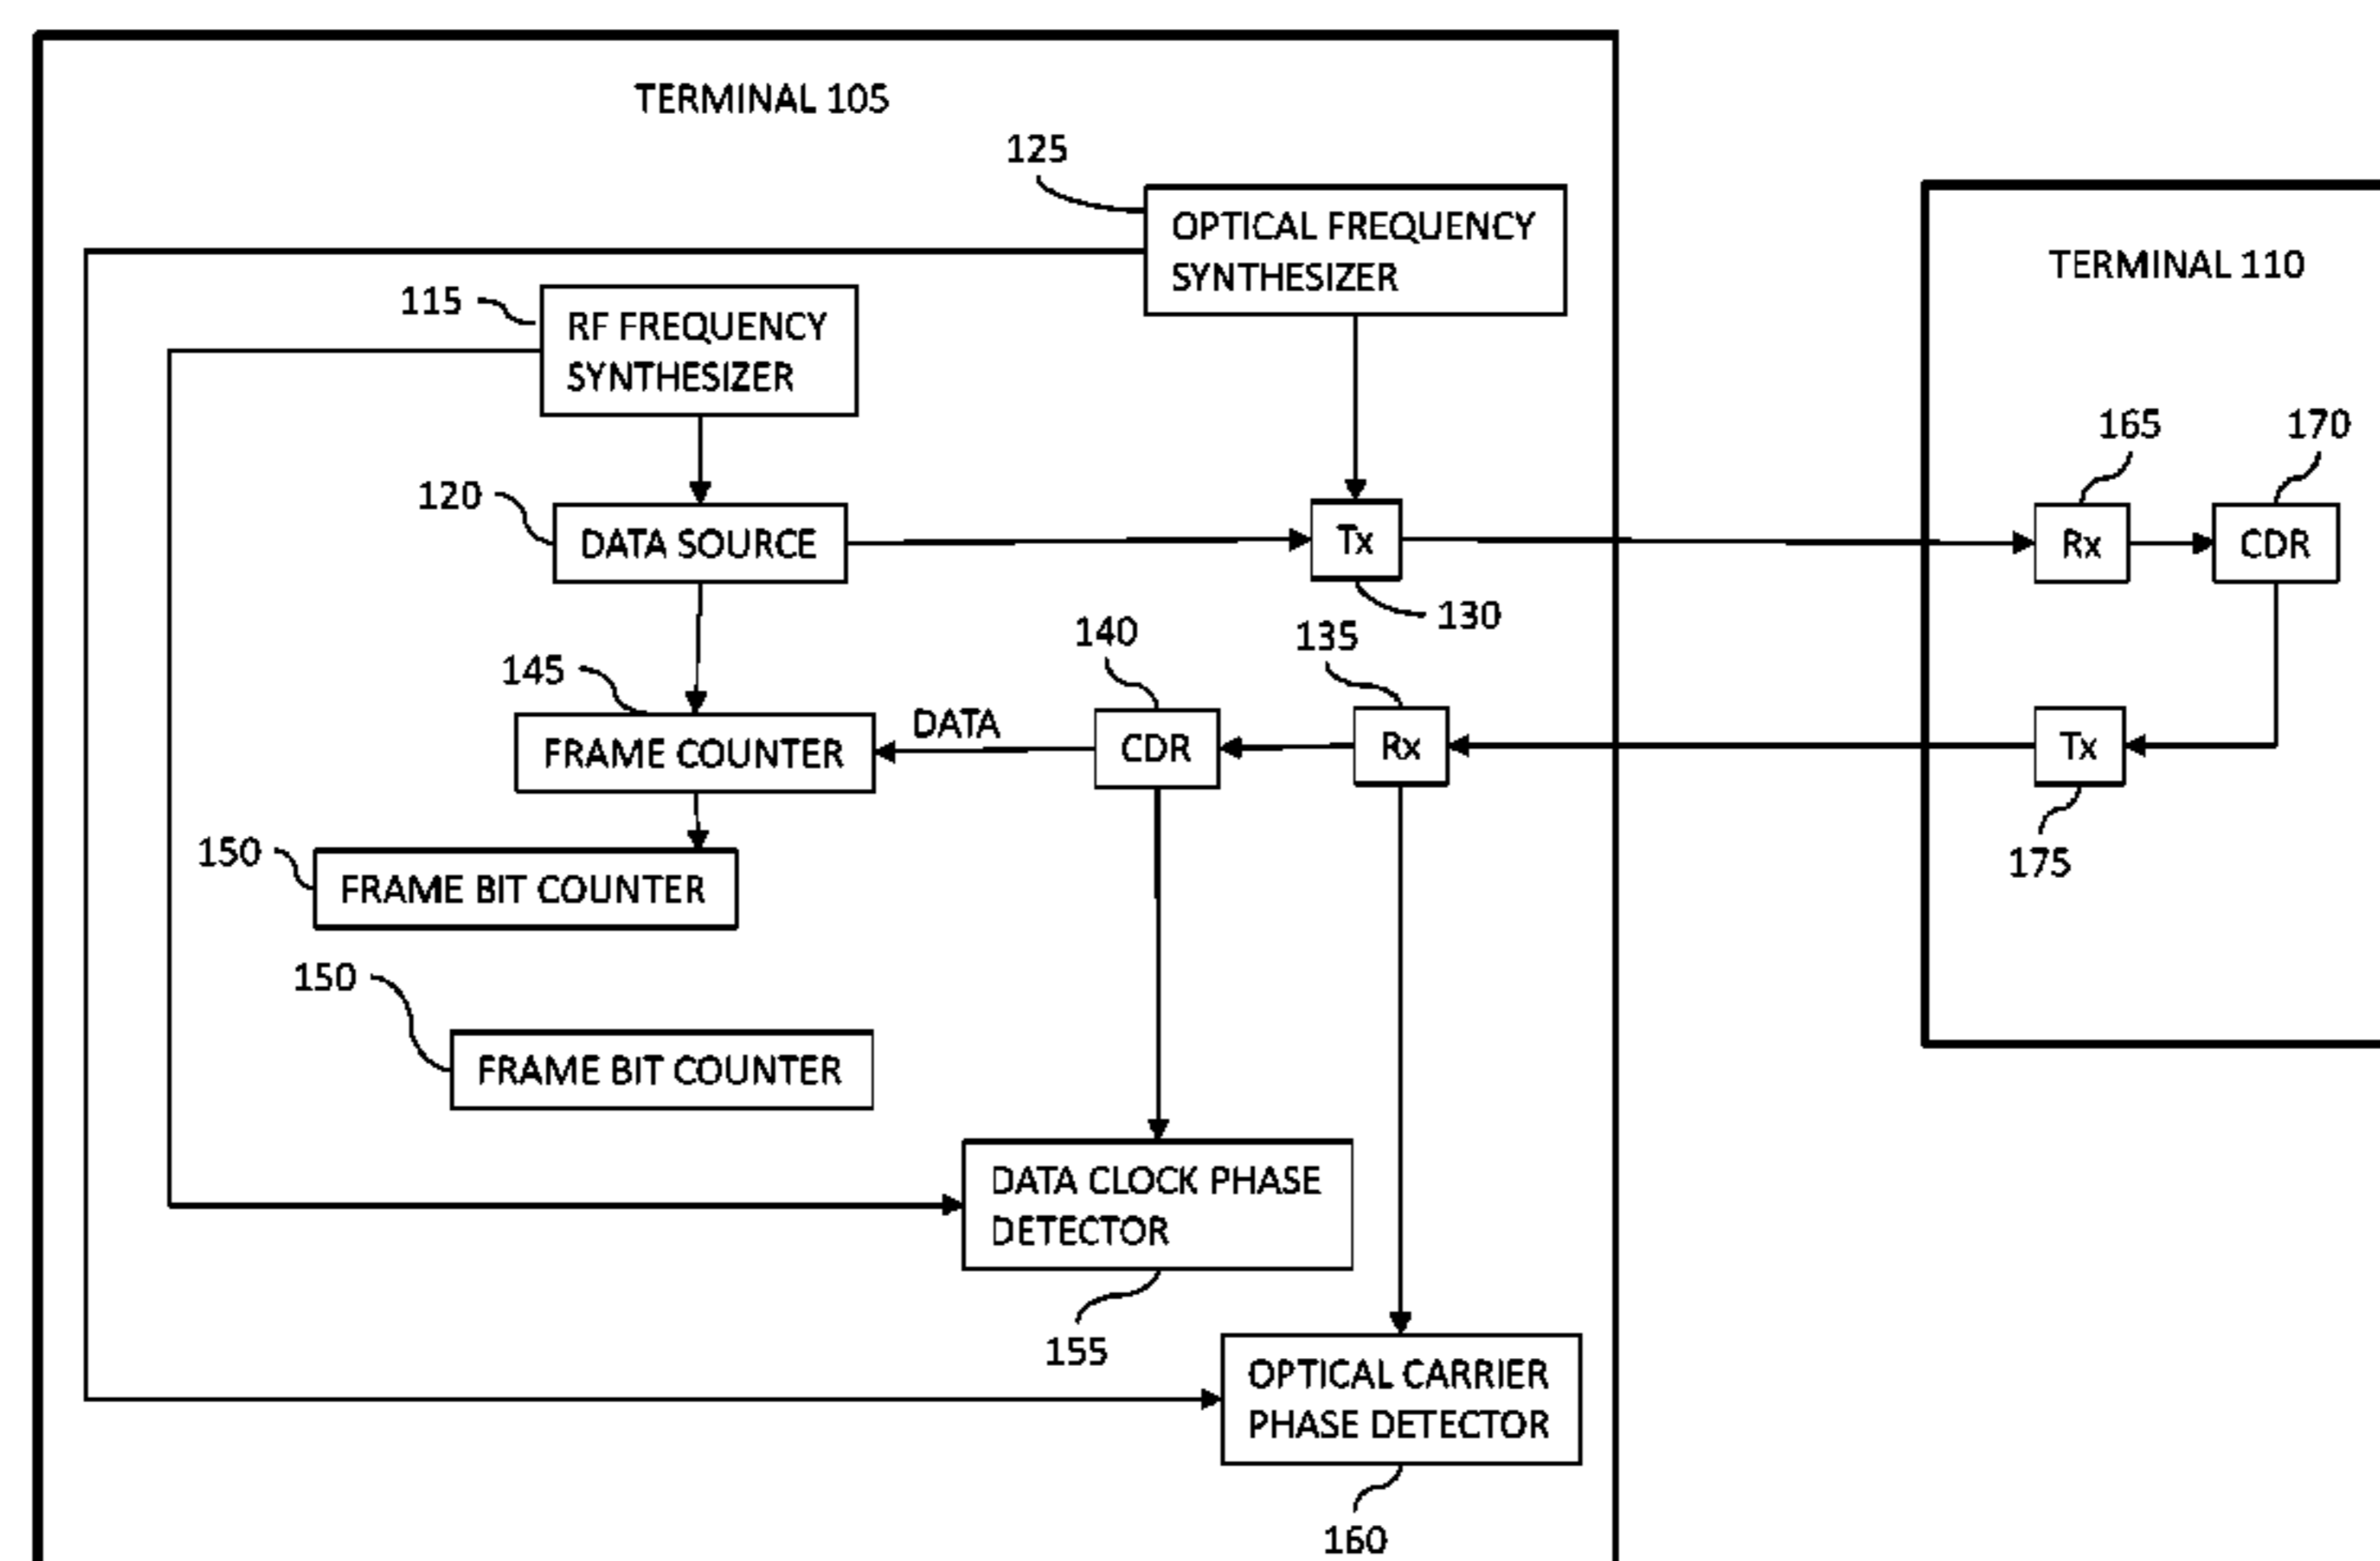 TERMINAL 105
125
OPTICAL FREQUENCY
SYNTHESIZER
TERMINAL 110
115
RF FREQUENCY
SYNTHESIZER
165
170
120
DATA SOURCE
Tx
Rx
CDR
130
140
135
145
FRAME COUNTER
DATA
CDR
Rx
Tx
150
FRAME BIT COUNTER
175
150
FRAME BIT COUNTER
DATA CLOCK PHASE
DETECTOR
155
OPTICAL CARRIER
PHASE DETECTOR
160